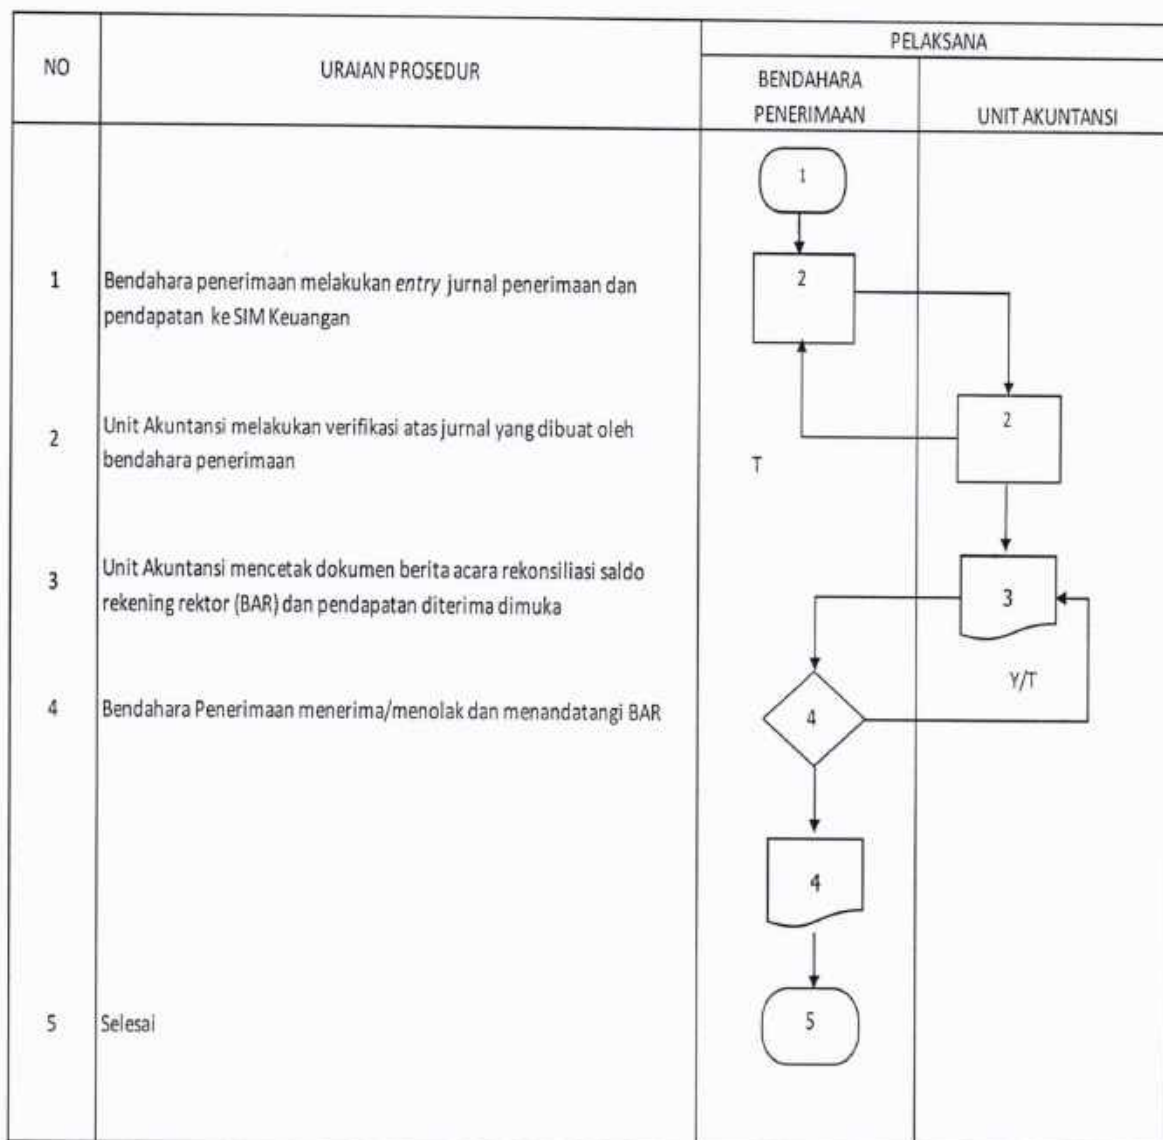 NO
URAIAN PROSEDUR
PELAKSANA
BENDAHARA
PENERIMAAN
UNIT AKUNTANSI
1
1
Bendahara penerimaan melakukan entry jurnal penerimaan dan
pendapatan ke SIM Keuangan
2
2
Unit Akuntansi melakukan verifikasi atas jurnal yang dibuat oleh
bendahara penerimaan
2
T
3
Unit Akuntansi mencetak dokumen berita acara rekonsiliasi saldo
rekening rektor (BAR) dan pendapatan diterima dimuka
3
Y/T
4
Bendahara Penerimaan menerima/menolak dan menandatangi BAR
4
4
5
Selesai
5